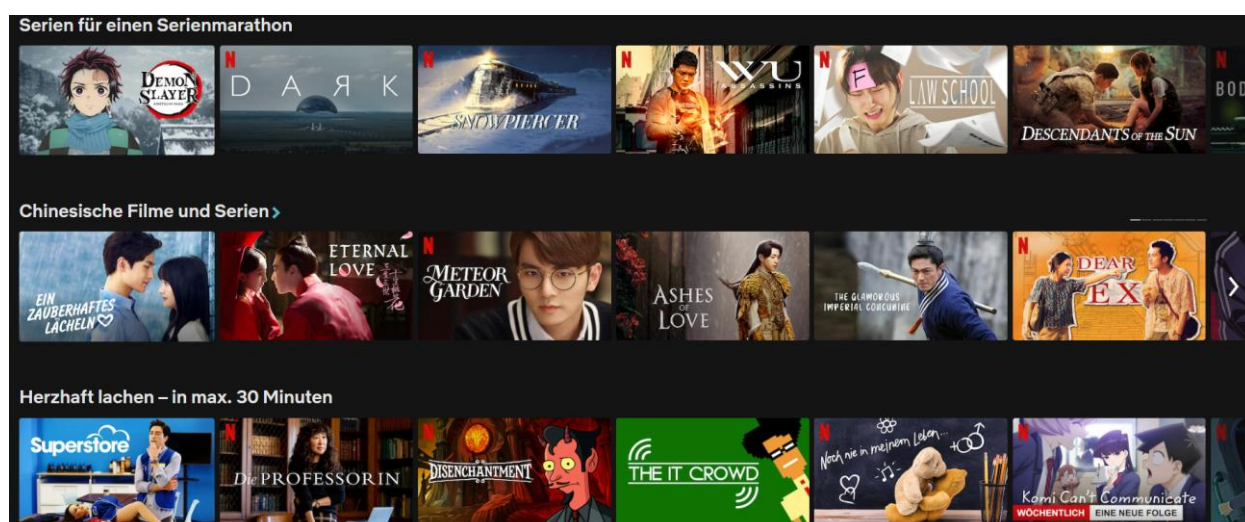 Serien für einen Serienmarathon
N
DEMON
SLAYER
N
DARK
N
SNOWPIERCER
N
WU
ASSASSINS
N
F
LAW SCHOOL
DESCENDANTS OF THE SUN
N
BOD
Chinesische Filme und Serien >
EIN
ZAUBERHAFTES
LÄCHELN
ETERNAL
LOVE
N
METEOR
GARDEN
ASHES
OF
LOVE
THE GLAMOROUS
IMPERIAL CONCUBINE
N
DEAR
EX
Herzhaft lachen – in max. 30 Minuten
Superstore
N
Die PROFESSORIN
N
DISENCHANTMENT
THE IT CROWD
N
Noch nie in meinem Leben...
N
Komi Can't Communicate
WÖCHENTLICH EINE NEUE FOLGE